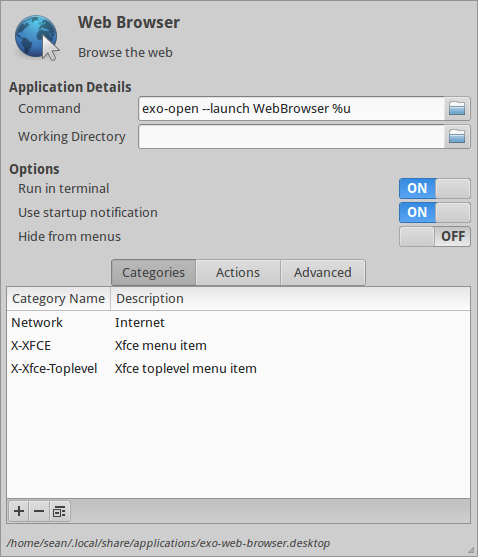 Web Browser
Browse the web
Application Details
Command exo-open --launch WebBrowser %u
Working Directory
Options
Run in terminal ON
Use startup notification ON
Hide from menus OFF
Categories Actions Advanced
Category Name Description
Network Internet
X-XFCE Xfce menu item
X-Xfce-Toplevel Xfce toplevel menu item
/home/sean/.local/share/applications/exo-web-browser.desktop